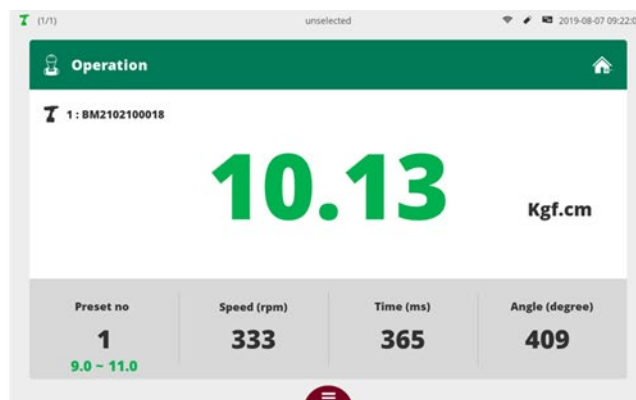 (1/1) unselected 2019-08-07 09:22:0
Operation
1 : BM2102100018
10.13 Kgf.cm
Preset no Speed (rpm) Time (ms) Angle (degree)
1 333 365 409
9.0 ~ 11.0